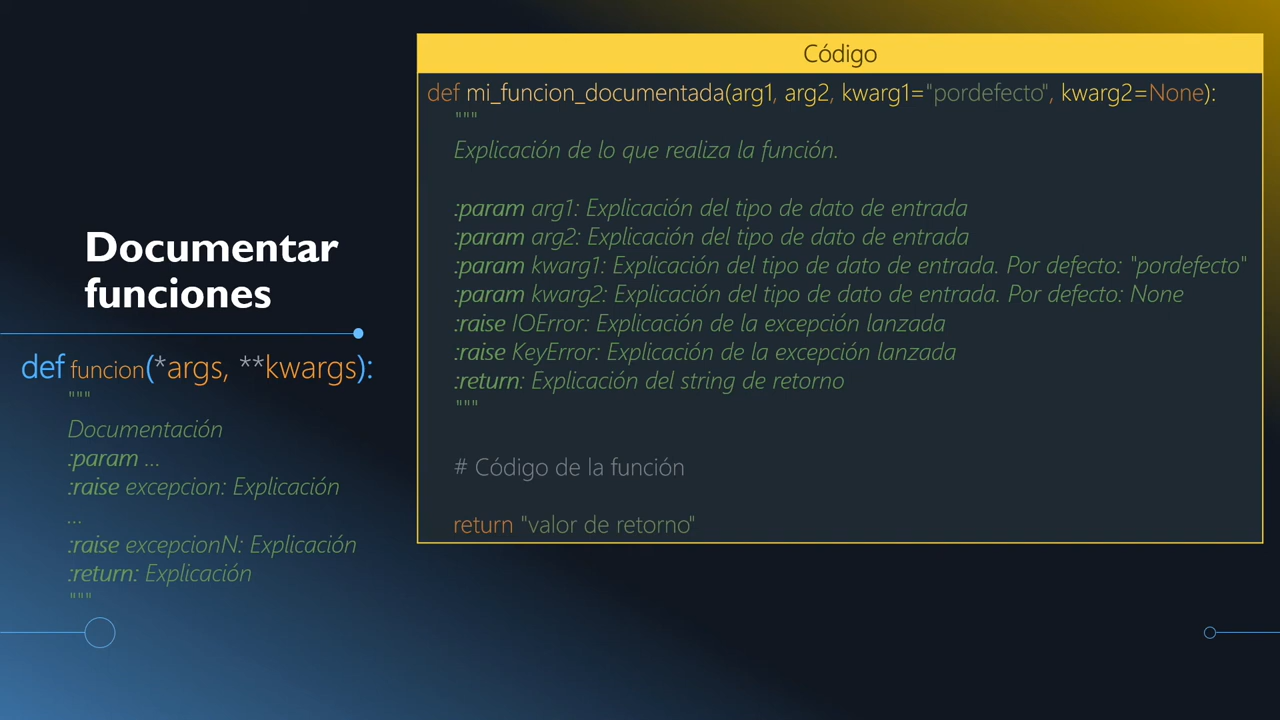 Documentar
funciones
def funcion(*args, **kwargs):
"""
Documentación
:param ...
:raise excepcion: Explicación
...
:raise excepcionN: Explicación
:return: Explicación
"""
Código
def mi_funcion_documentada(arg1, arg2, kwarg1="pordefecto", kwarg2=None):
"""
Explicación de lo que realiza la función.
:param arg1: Explicación del tipo de dato de entrada
:param arg2: Explicación del tipo de dato de entrada
:param kwarg1: Explicación del tipo de dato de entrada. Por defecto: "pordefecto"
:param kwarg2: Explicación del tipo de dato de entrada. Por defecto: None
:raise IOError: Explicación de la excepción lanzada
:raise KeyError: Explicación de la excepción lanzada
:return: Explicación del string de retorno
"""
# Código de la función
return "valor de retorno"